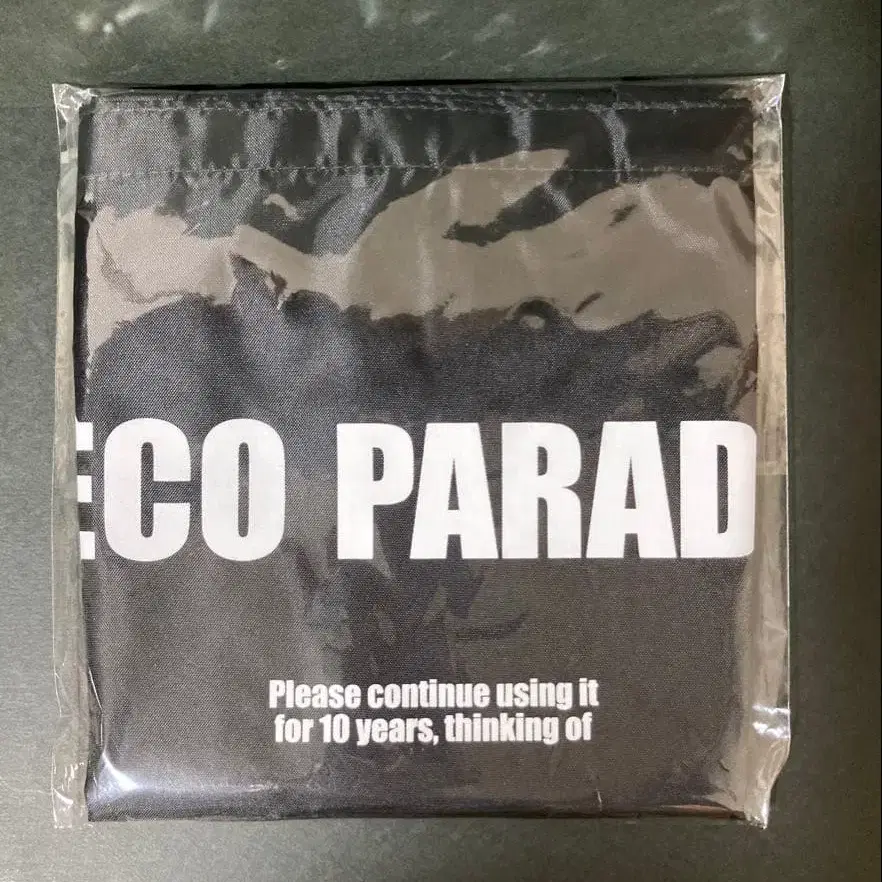 ECO PARAD
Please continue using it
for 10 years, thinking of